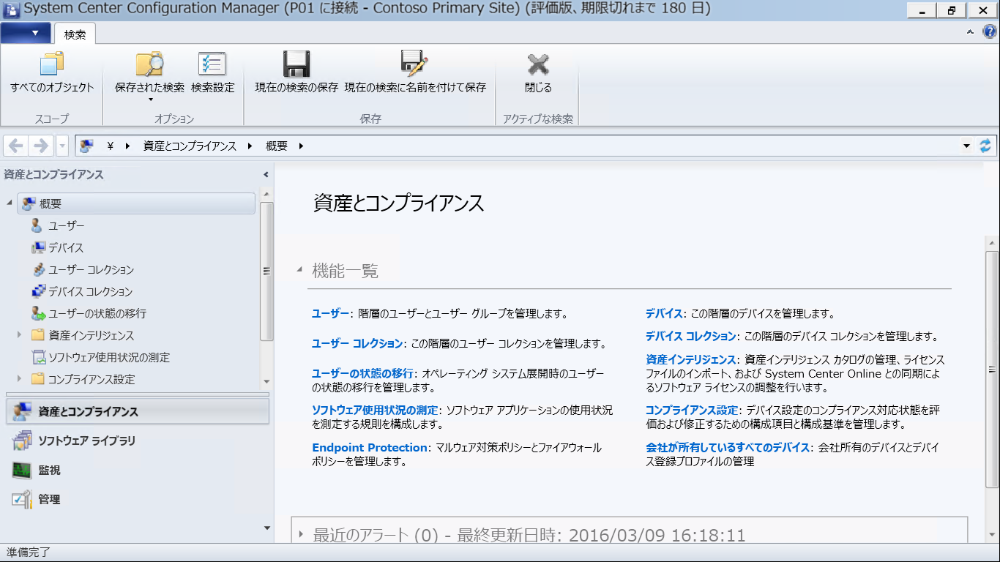 System Center Configuration Manager (P01 に接続 - Contoso Primary Site) (評価版、期限切れまで 180 日)
検索
すべてのオブジェクト
保存された検索 検索設定
現在の検索の保存 現在の検索に名前を付けて保存
閉じる
スコープ
オプション
保存
アクティブな検索
¥ 資産とコンプライアンス 概要
資産とコンプライアンス
概要
ユーザー
デバイス
ユーザー コレクション
デバイス コレクション
ユーザーの状態の移行
資産インテリジェンス
ソフトウェア使用状況の測定
コンプライアンス設定
資産とコンプライアンス
ソフトウェア ライブラリ
監視
管理
資産とコンプライアンス
機能一覧
ユーザー: 階層のユーザーとユーザー グループを管理します。
ユーザー コレクション: この階層のユーザー コレクションを管理します。
ユーザーの状態の移行: オペレーティング システム展開時のユーザー
の状態の移行を管理します。
ソフトウェア使用状況の測定: ソフトウェア アプリケーションの使用状況
を測定する規則を構成します。
Endpoint Protection: マルウェア対策ポリシーとファイアウォール
ポリシーを管理します。
デバイス: この階層のデバイスを管理します。
デバイス コレクション: この階層のデバイス コレクションを管理します。
資産インテリジェンス: 資産インテリジェンス カタログの管理、ライセンス
ファイルのインポート、および System Center Online との同期によ
るソフトウェア ライセンスの調整を行います。
コンプライアンス設定: デバイス設定のコンプライアンス対応状態を評
価および修正するための構成項目と構成基準を管理します。
会社が所有しているすべてのデバイス: 会社所有のデバイスとデバイ
ス登録プロファイルの管理
最近のアラート (0) - 最終更新日時: 2016/03/09 16:18:11
準備完了